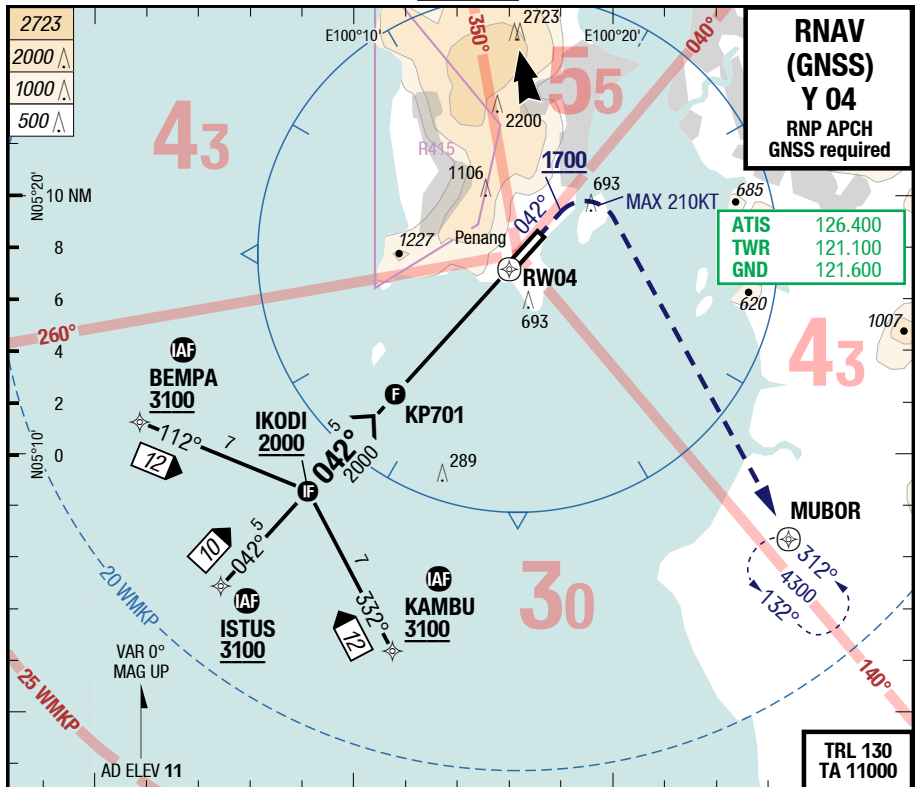 2723
2000
1000
500
E100°10'
350°
2723
E100°20'
040°
RNAV
(GNSS)
Y 04
RNP APCH
GNSS required
43
55
2200
R415
1106
1700
693
MAX 210KT
685
N05°20'
10 NM
042°
ATIS 126.400
TWR 121.100
GND 121.600
1227
Penang
8
RW04
6
620
693
260°
1007
4
43
IAF
BEMPA
3100
F
KP701
2
IKODI
2000
5
042°
2000
112°
7
12
N05°10'
0
289
IF
MUBOR
10
042°
5
7
312°
4300
132°
IAF
ISTUS
3100
332°
12
IAF
KAMBU
3100
30
20 WMKP
VAR 0°
MAG UP
140°
25 WMKP
AD ELEV 11
TRL 130
TA 11000